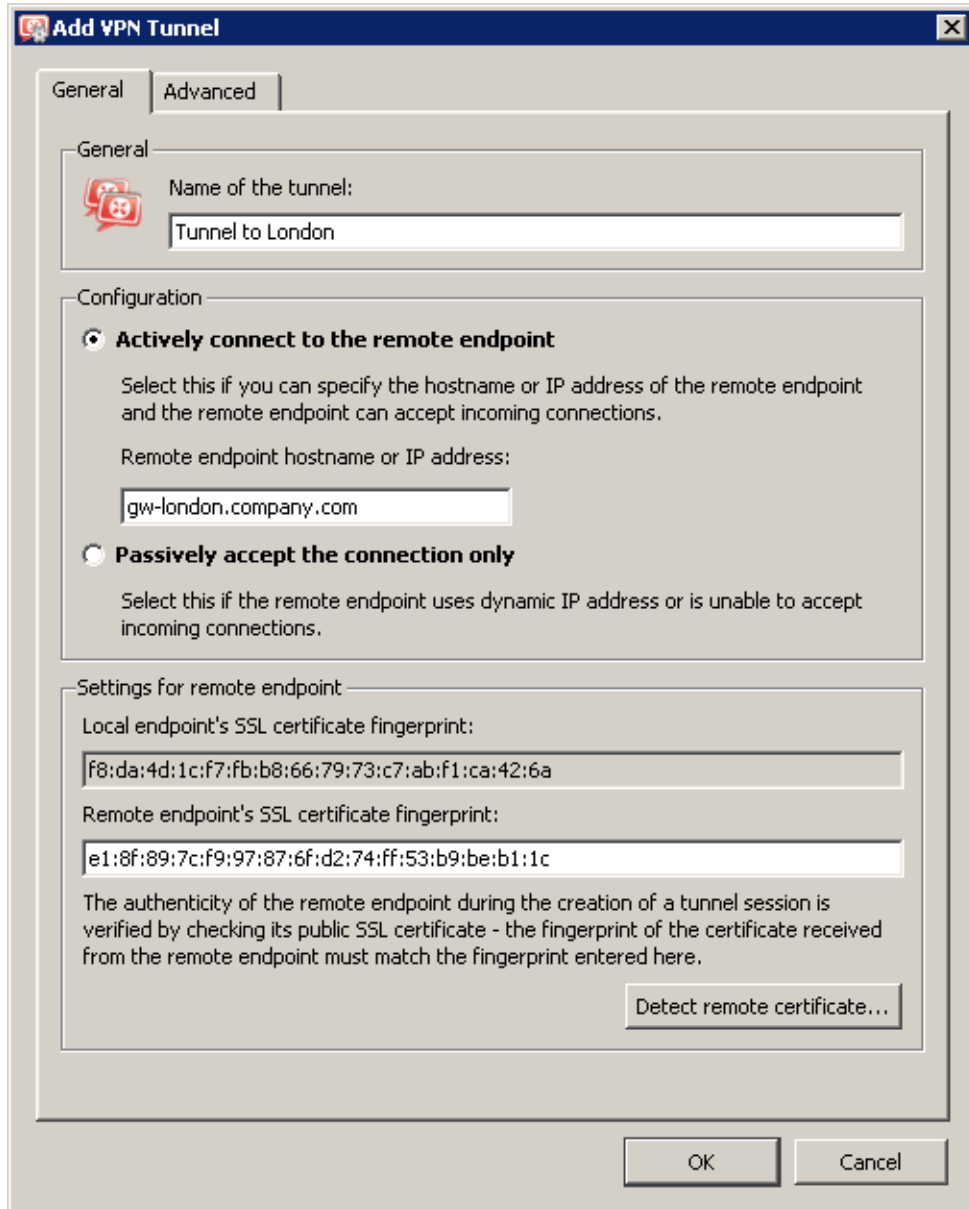 Add VPN Tunnel
General
Advanced
General
Name of the tunnel:
Tunnel to London
Configuration
Actively connect to the remote endpoint
Select this if you can specify the hostname or IP address of the remote endpoint
and the remote endpoint can accept incoming connections.
Remote endpoint hostname or IP address:
gw-london.company.com
Passively accept the connection only
Select this if the remote endpoint uses dynamic IP address or is unable to accept
incoming connections.
Settings for remote endpoint
Local endpoint's SSL certificate fingerprint:
f8:da:4d:1c:f7:fb:b8:66:79:73:c7:ab:f1:ca:42:6a
Remote endpoint's SSL certificate fingerprint:
e1:8f:89:7c:f9:97:87:6f:d2:74:ff:53:b9:be:b1:1c
The authenticity of the remote endpoint during the creation of a tunnel session is
verified by checking its public SSL certificate - the fingerprint of the certificate received
from the remote endpoint must match the fingerprint entered here.
Detect remote certificate...
OK
Cancel